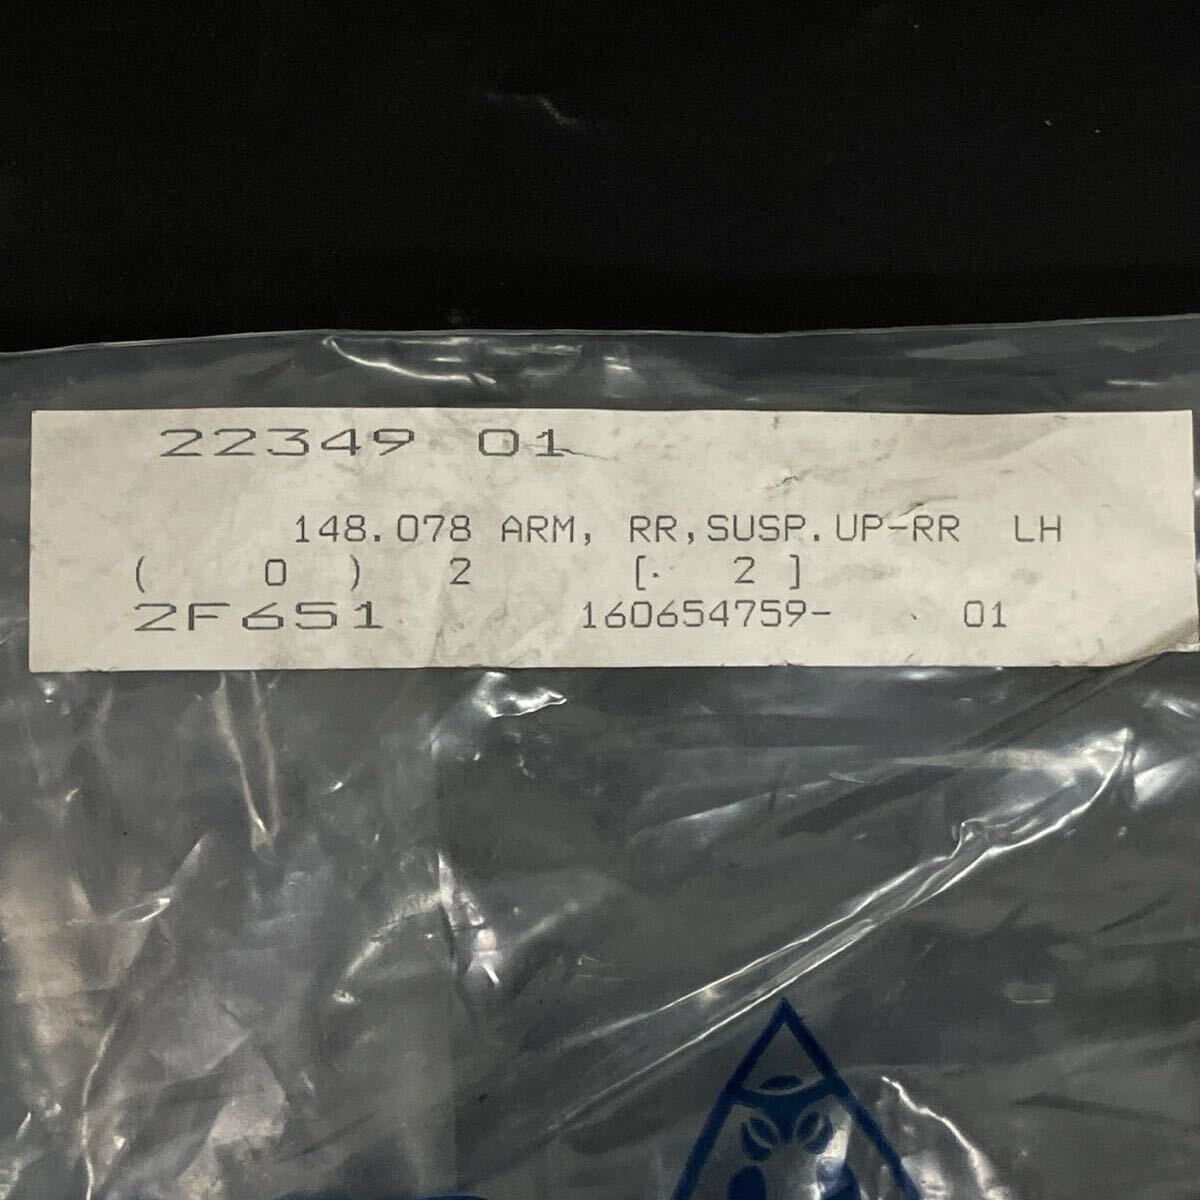 22349 01
148.078 ARM, RR,SUSP.UP-RR LH
( 0 ) 2 [. 2 ]
2F651 160654759- 01